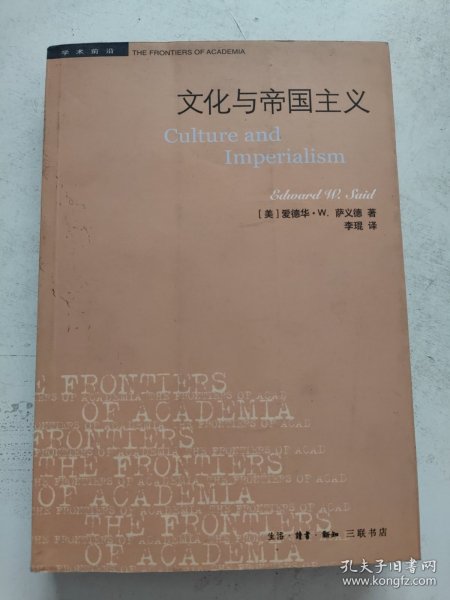 学术前沿 THE FRONTIERS OF ACADEMIA
文化与帝国主义
Culture and
Imperialism
Edward W. Said
[美]爱德华·W. 萨义德 著
李琨 译
E FRONTIERS
OF ACADEMIA
FRONTIERS
THE FRONTIERS
OF ACADEMIA
THE FRONTIERS
OF ACADEMIA
生活·讀書·新知 三联书店
孔夫子旧书网
www.kongfz.com